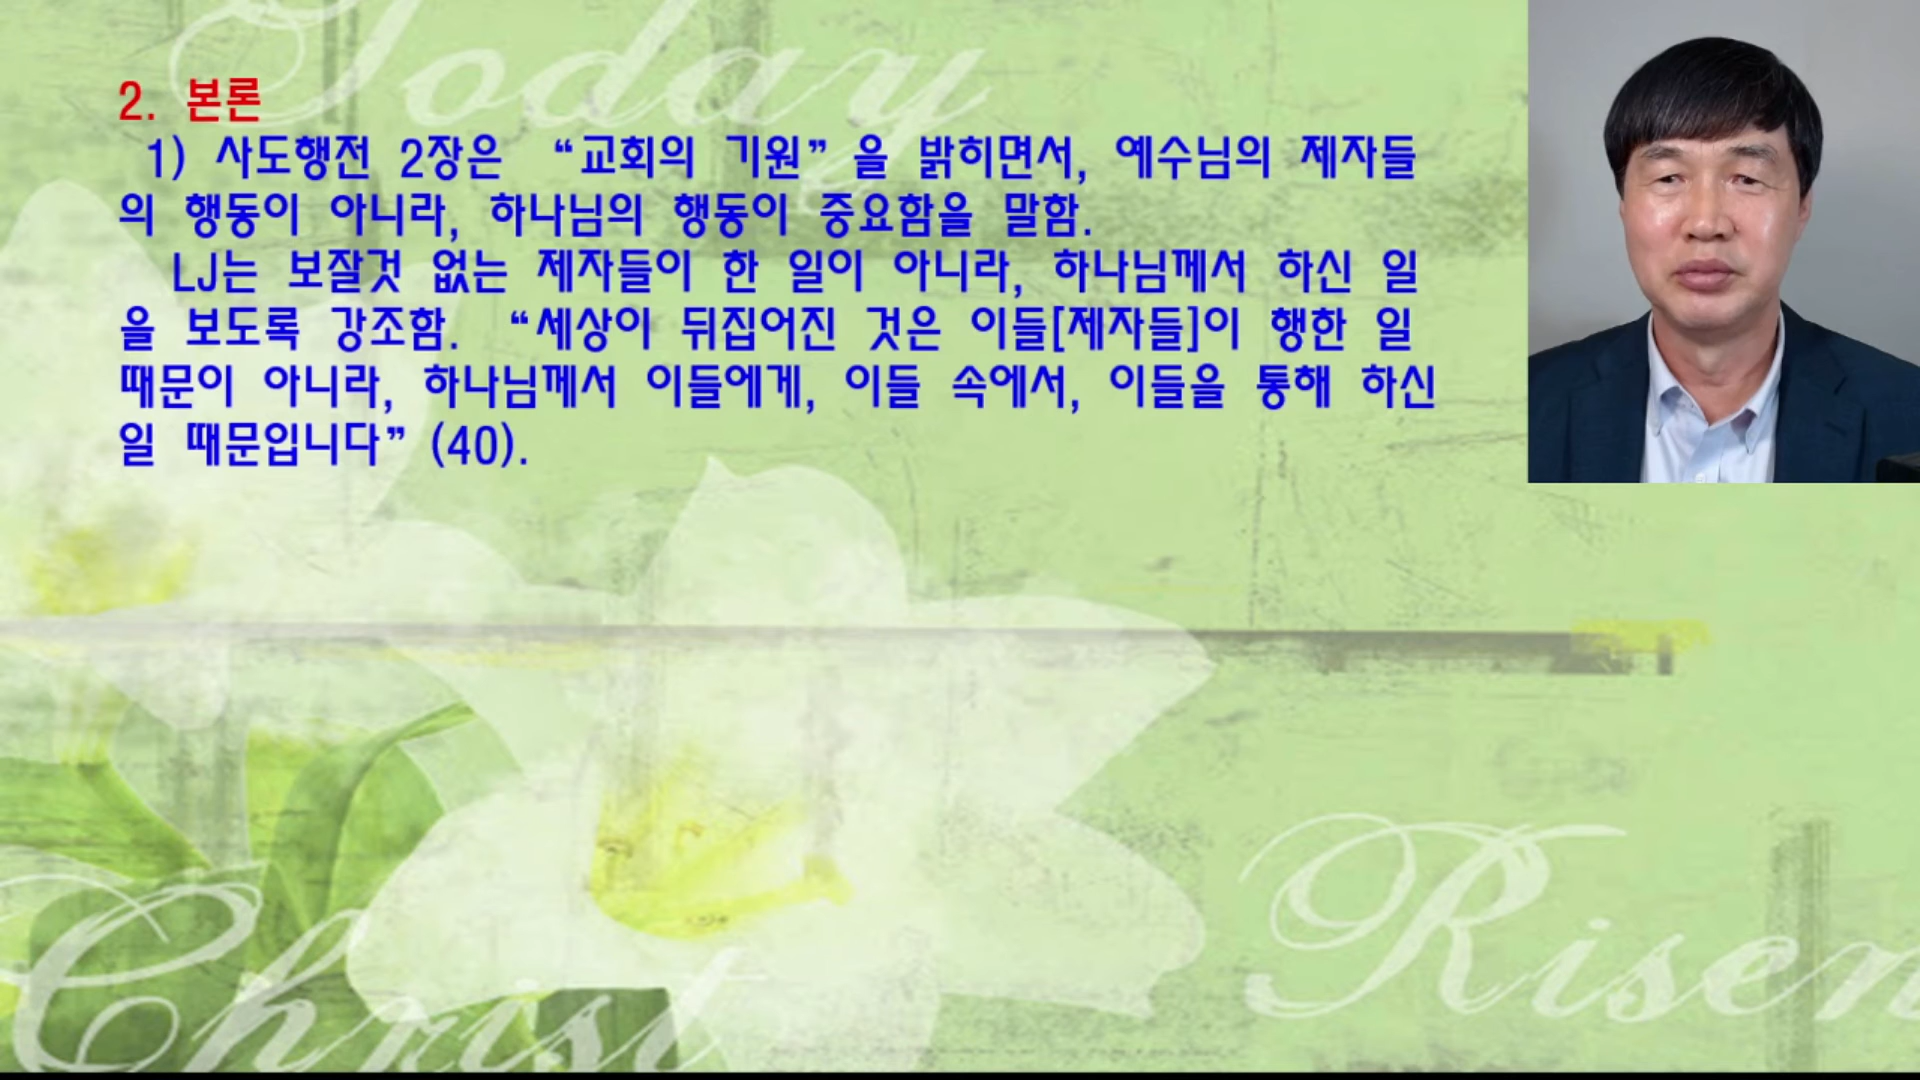 Today
2. 본론
1) 사도행전 2장은 “교회의 기원”을 밝히면서, 예수님의 제자들
의 행동이 아니라, 하나님의 행동이 중요함을 말함.
LJ는 보잘것 없는 제자들이 한 일이 아니라, 하나님께서 하신 일
을 보도록 강조함. “세상이 뒤집어진 것은 이들[제자들]이 행한 일
때문이 아니라, 하나님께서 이들에게, 이들 속에서, 이들을 통해 하신
일 때문입니다” (40).
Christ
Risen